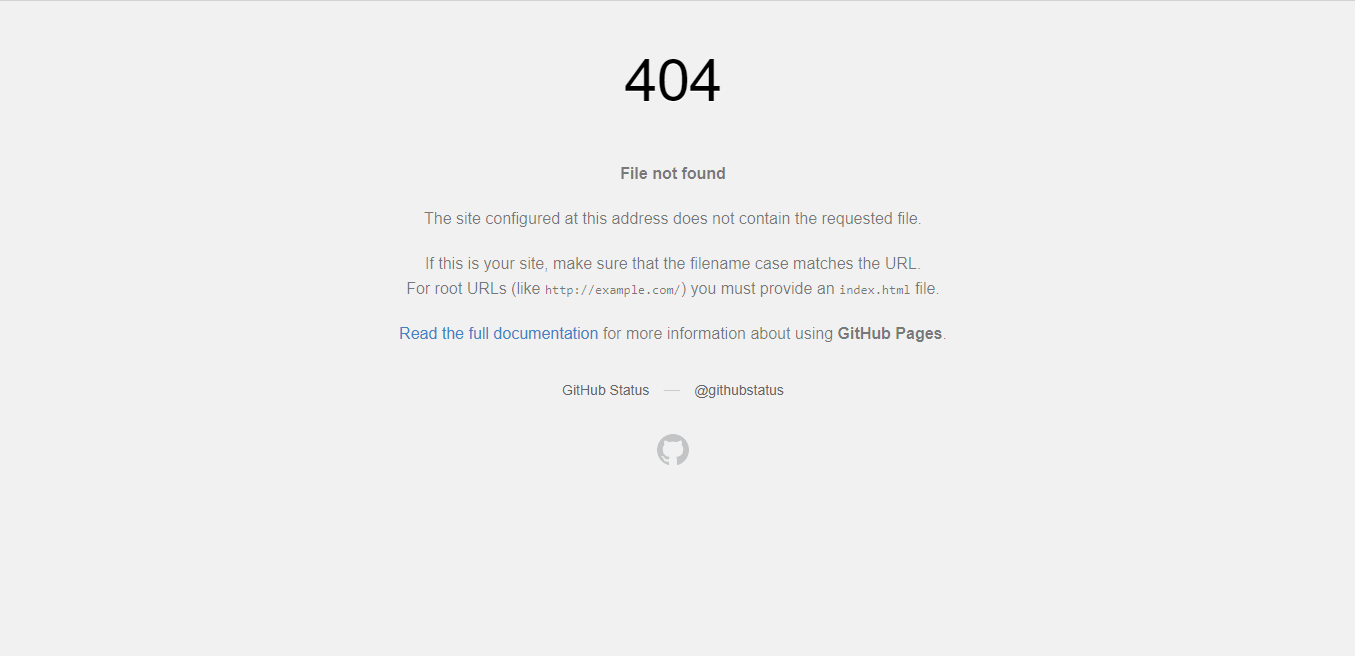 404
File not found
The site configured at this address does not contain the requested file.
If this is your site, make sure that the filename case matches the URL.
For root URLs (like http://example.com/) you must provide an index.html file.
Read the full documentation for more information about using GitHub Pages.
GitHub Status — @githubstatus